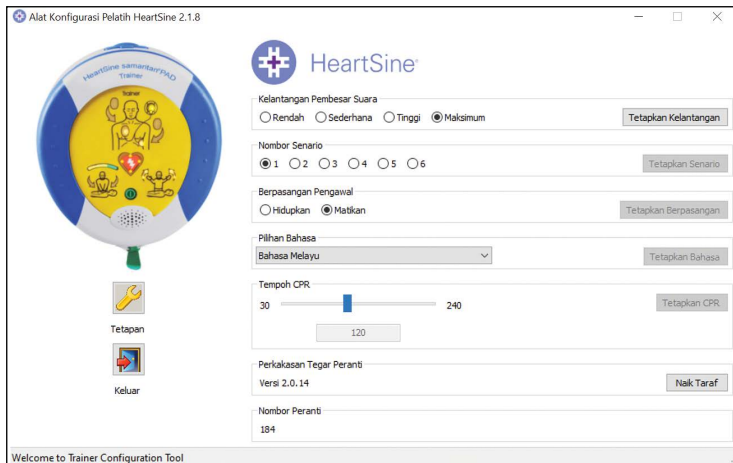 Alat Konfigurasi Pelatih HeartSine 2.1.8
HeartSine samaritan PAD
Trainer
Trainer
HeartSine
Kelantangan Pembesar Suara
Rendah Sederhana Tinggi Maksimum
Tetapkan Kelantangan
Nombor Senario
1 2 3 4 5 6
Tetapkan Senario
Berpasangan Pengawal
Hidupkan Matikan
Tetapkan Berpasangan
Pilihan Bahasa
Bahasa Melayu
Tetapkan Bahasa
Tempoh CPR
30 240
Tetapkan CPR
120
Tetapan
Perkakasan Tegar Peranti
Versi 2.0.14
Naik Taraf
Keluar
Nombor Peranti
184
Welcome to Trainer Configuration Tool